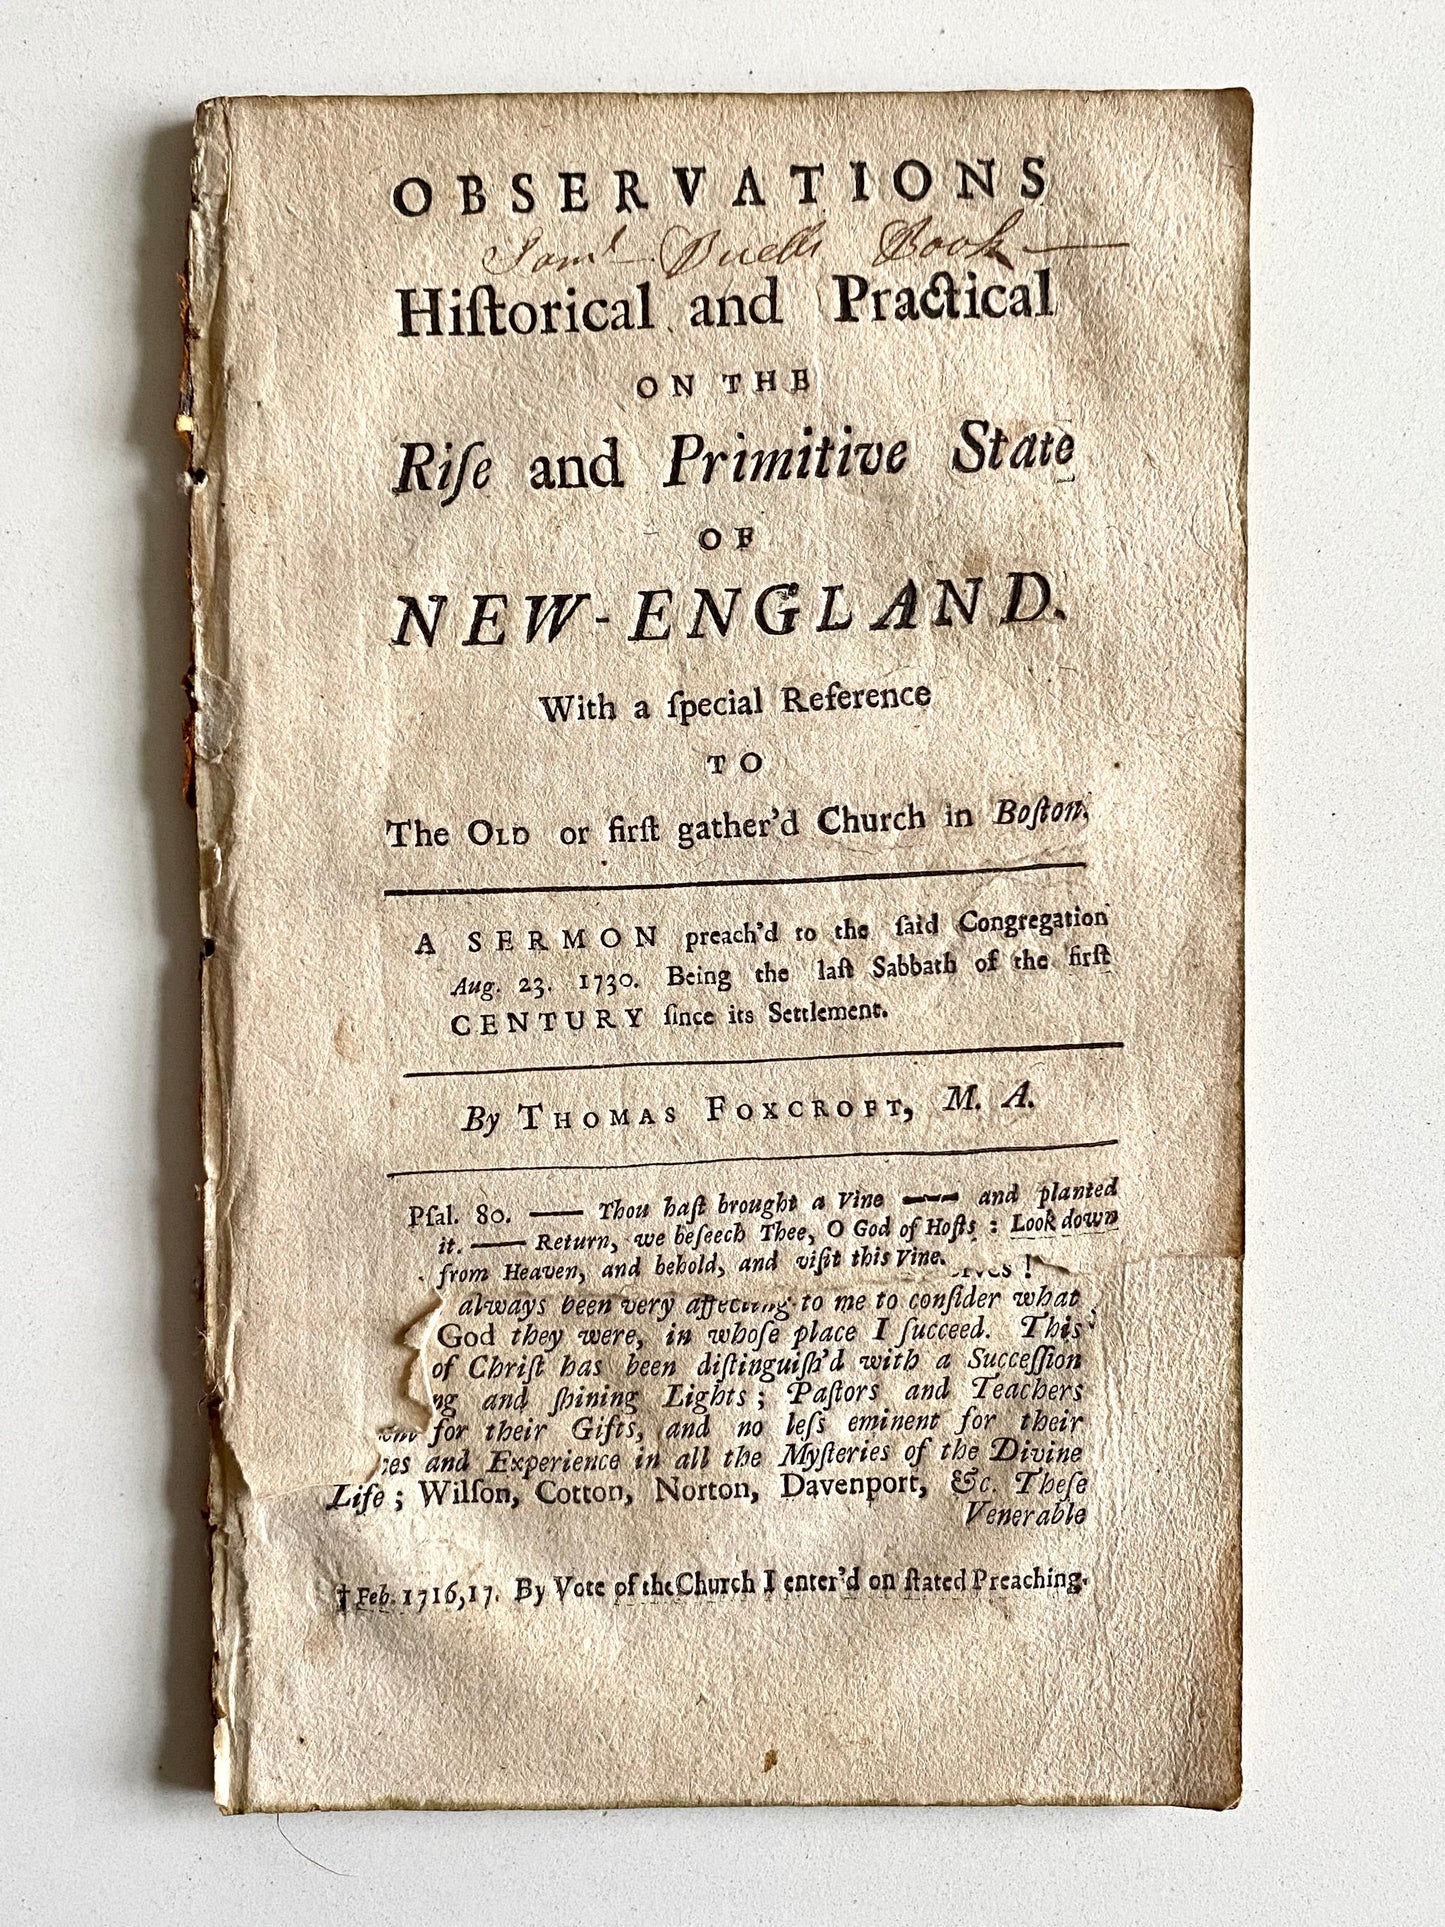 OBSERVATIONS
Sam.l Buells Book
Hiſtorical and Practical
ON THE
Riſe and Primitive State
OF
NEW-ENGLAND.
With a ſpecial Reference
TO
The OLD or firſt gather'd Church in Boſton.
A SERMON preach'd to the ſaid Congregation
Aug. 23. 1730. Being the laſt Sabbath of the firſt
CENTURY ſince its Settlement.
By THOMAS FOXCROFT, M. A.
Pſal. 80. — Thou haſt brought a Vine — and planted
it. — Return, we beſeech Thee, O God of Hoſts : Look down
from Heaven, and behold, and viſit this Vine.
always been very affecting to me to conſider what
God they were, in whoſe place I ſucceed. This
of Chriſt has been diſtinguiſh'd with a Succeſſion
and ſhining Lights ; Paſtors and Teachers
for their Gifts, and no leſs eminent for their
and Experience in all the Myſteries of the Divine
Life ; Wilſon, Cotton, Norton, Davenport, &c. Theſe
Venerable
† Feb. 1716,17. By Vote of the Church I enter'd on ſtated Preaching.